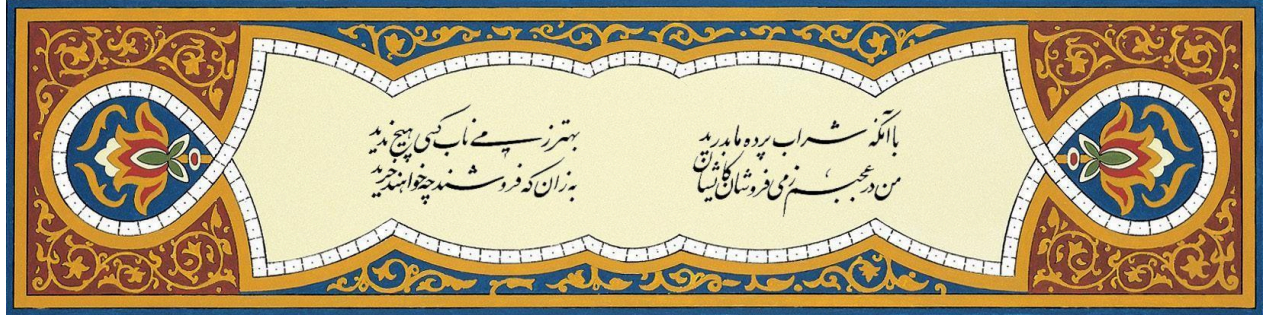 با آنکه شراب پرده ما بدرید
بهتر ز می ناب کسی هیچ ندید
من در عجبم ز می فروشان کایشان
به زان که فروشند چه خواهند خرید